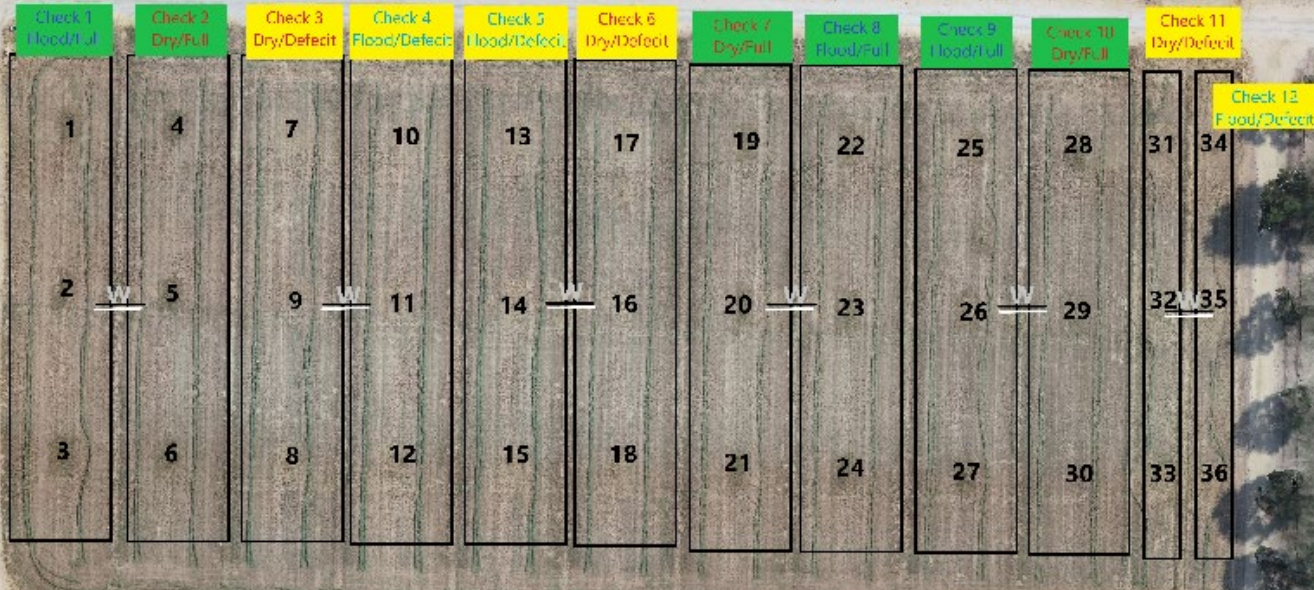 Check 1
Flood/Full
Check 2
Dry/Full
Check 3
Dry/Defecit
Check 4
Flood/Defecit
Check 5
Flood/Defecit
Check 6
Dry/Defecit
Check 7
Dry/Full
Check 8
Flood/Full
Check 9
Flood/Full
Check 10
Dry/Full
Check 11
Dry/Defecit
Check 12
Flood/Defecit
1 4 7 10 13 17 19 22 25 28 31 34
2 W 5 9 W 11 14 W 16 20 W 23 26 W 29 32 W 35
3 6 8 12 15 18 21 24 27 30 33 36